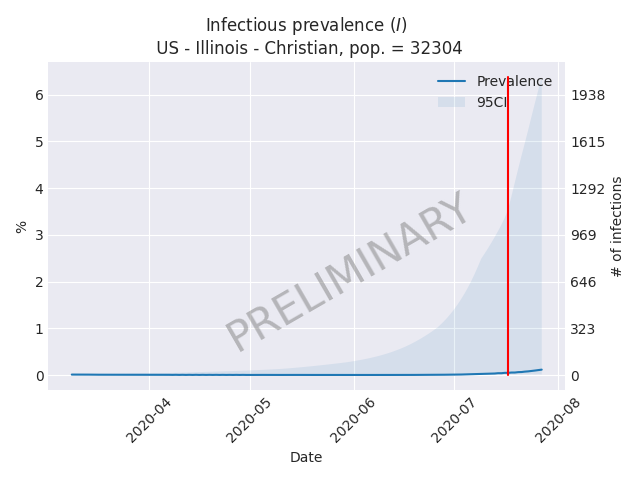 Infectious prevalence (I)
US - Illinois - Christian, pop. = 32304
Prevalence
95CI
6
5
4
3
2
1
0
%
1938
1615
1292
969
646
323
0
# of infections
PRELIMINARY
2020-04
2020-05
2020-06
2020-07
2020-08
Date